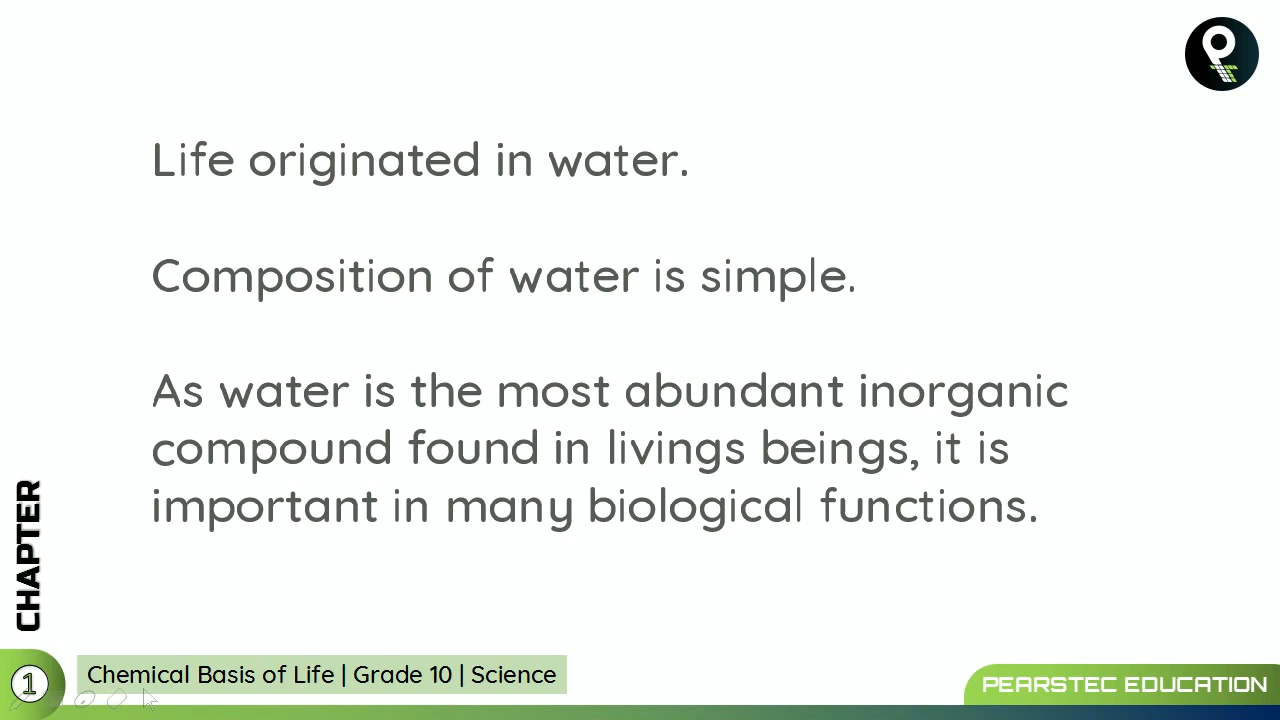 Life originated in water.
Composition of water is simple.
As water is the most abundant inorganic
compound found in livings beings, it is
important in many biological functions.
CHAPTER
1
Chemical Basis of Life | Grade 10 | Science
PEARSTEC EDUCATION